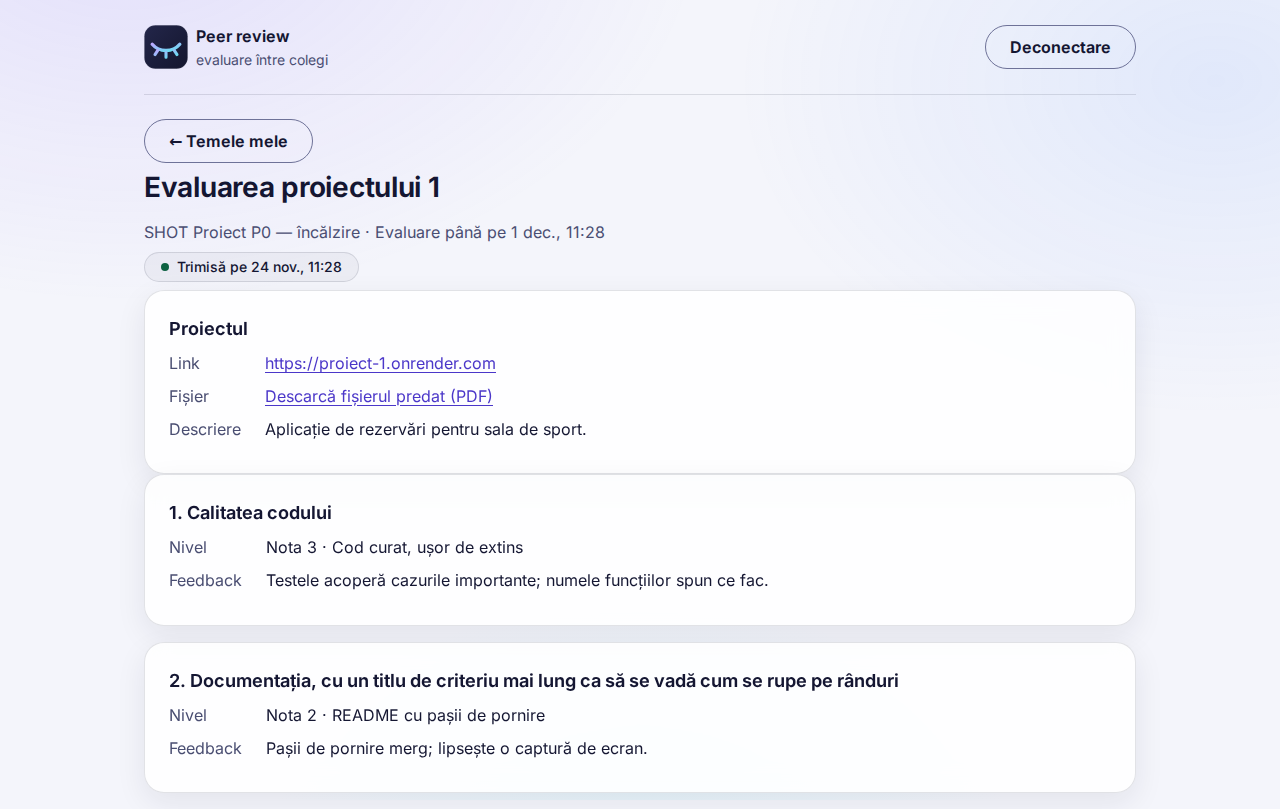 Peer review
evaluare între colegi
Deconectare
← Temele mele
Evaluarea proiectului 1
SHOT Proiect P0 — încălzire · Evaluare până pe 1 dec., 11:28
Trimisă pe 24 nov., 11:28
Proiectul
Link https://proiect-1.onrender.com
Fișier Descarcă fișierul predat (PDF)
Descriere Aplicație de rezervări pentru sala de sport.
1. Calitatea codului
Nivel Nota 3 · Cod curat, ușor de extins
Feedback Testele acoperă cazurile importante; numele funcțiilor spun ce fac.
2. Documentația, cu un titlu de criteriu mai lung ca să se vadă cum se rupe pe rânduri
Nivel Nota 2 · README cu pașii de pornire
Feedback Pașii de pornire merg; lipsește o captură de ecran.